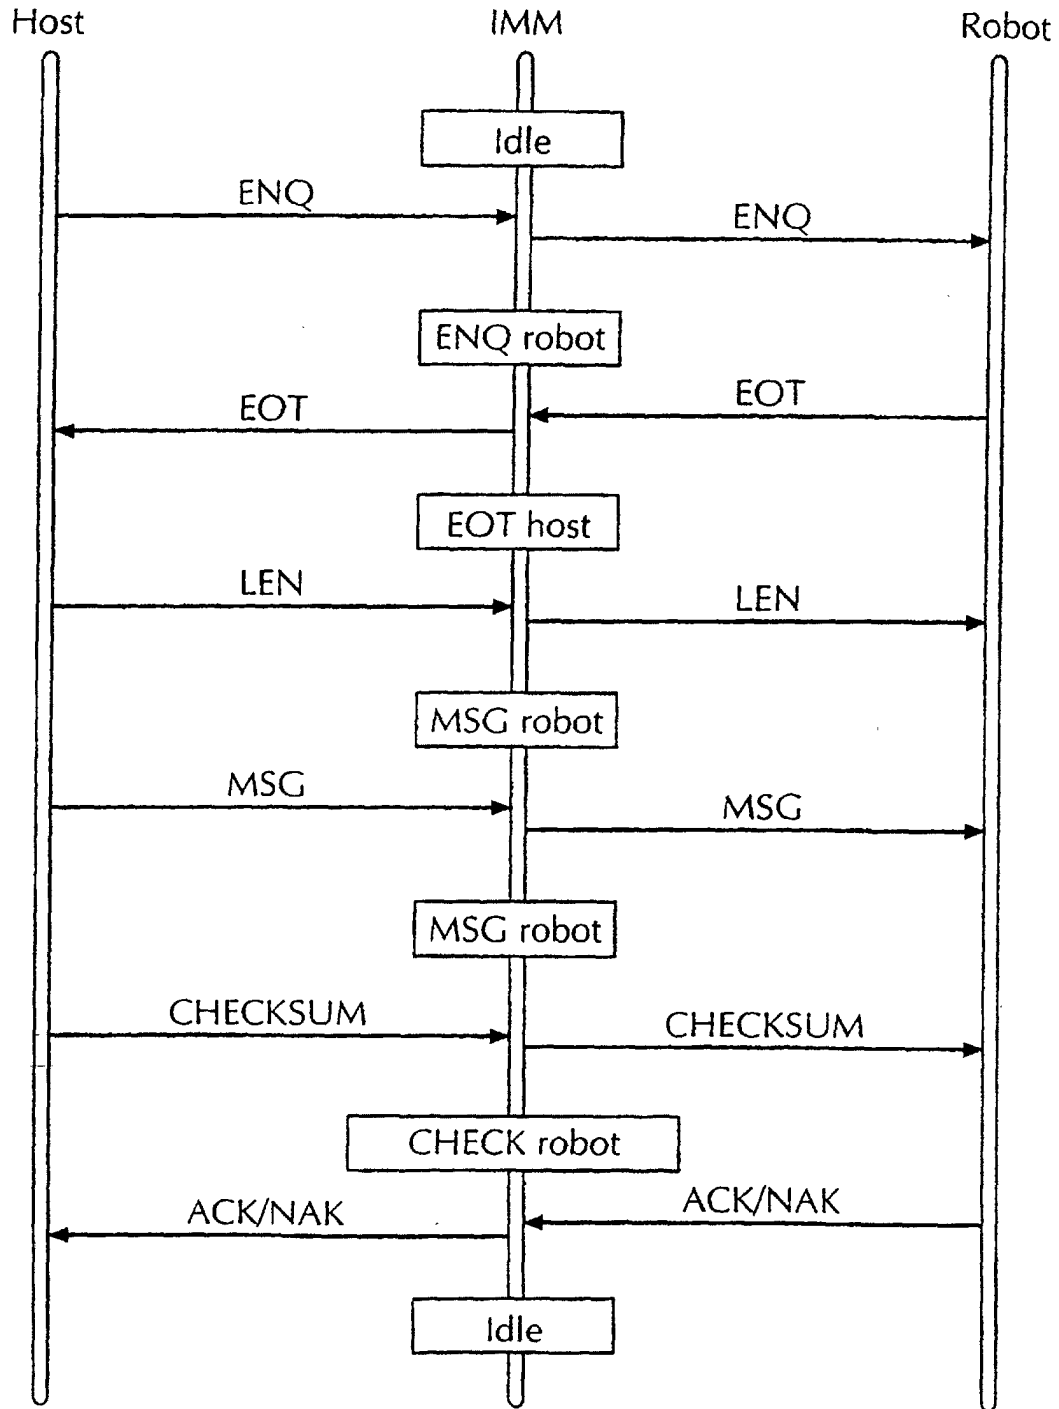 Host
IMM
Robot
Idle
ENQ
ENQ
ENQ robot
EOT
EOT
EOT host
LEN
LEN
MSG robot
MSG
MSG
MSG robot
CHECKSUM
CHECKSUM
CHECK robot
ACK/NAK
ACK/NAK
Idle